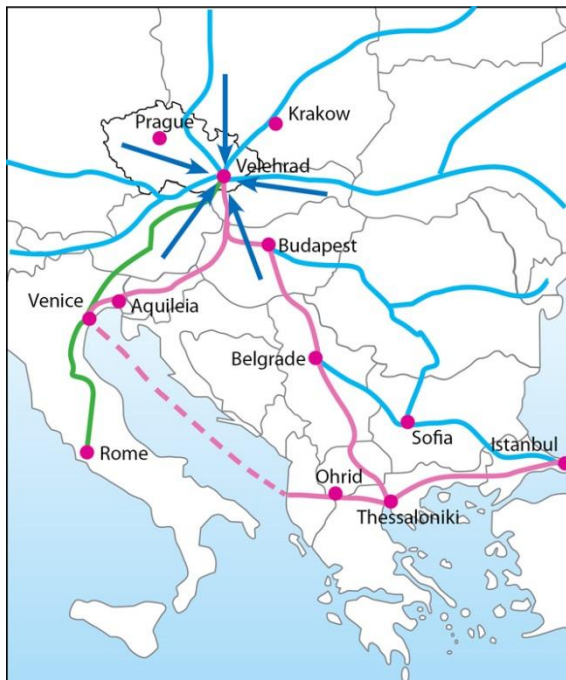 Krakow
Prague
Velehrad
Budapest
Venice
Aquileia
Belgrade
Sofia
Istanbul
Rome
Ohrid
Thessaloniki